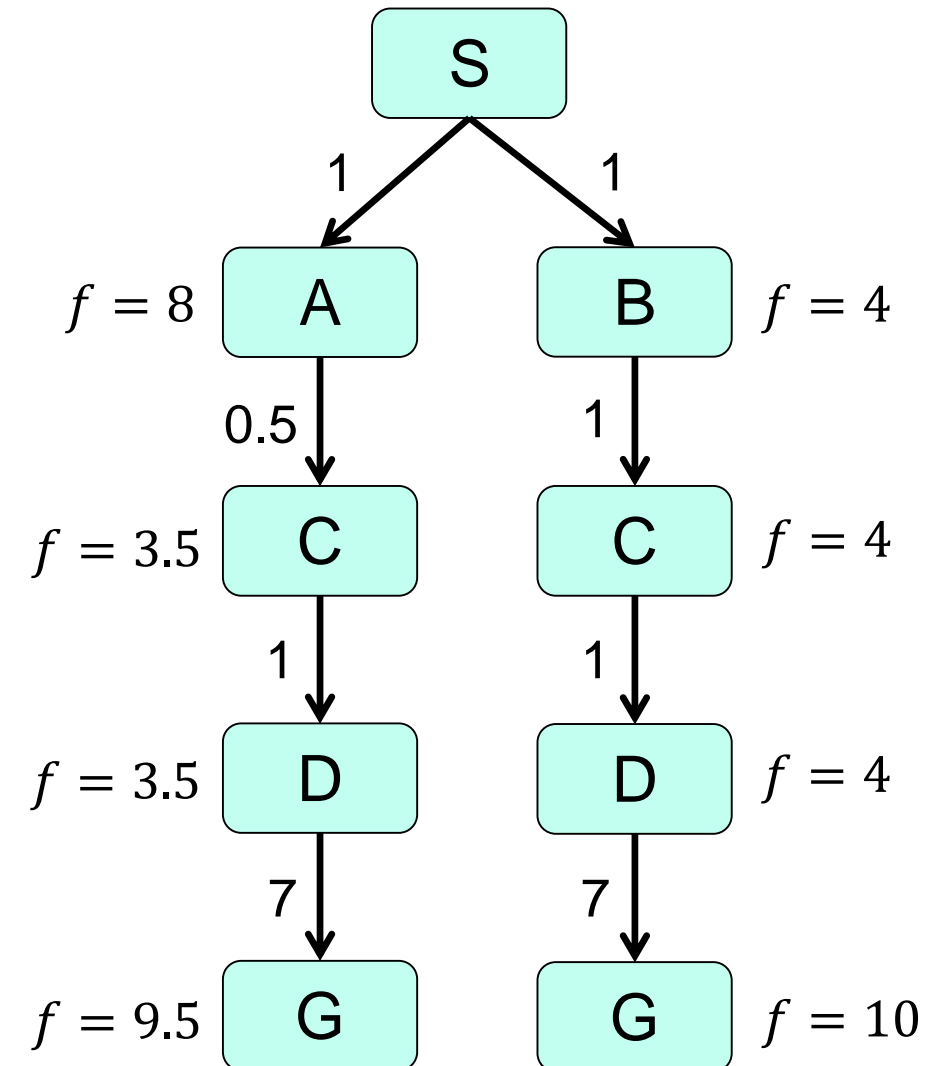 S
1 1
f = 8 A B f = 4
0.5 1
f = 3.5 C C f = 4
1 1
f = 3.5 D D f = 4
7 7
f = 9.5 G G f = 10